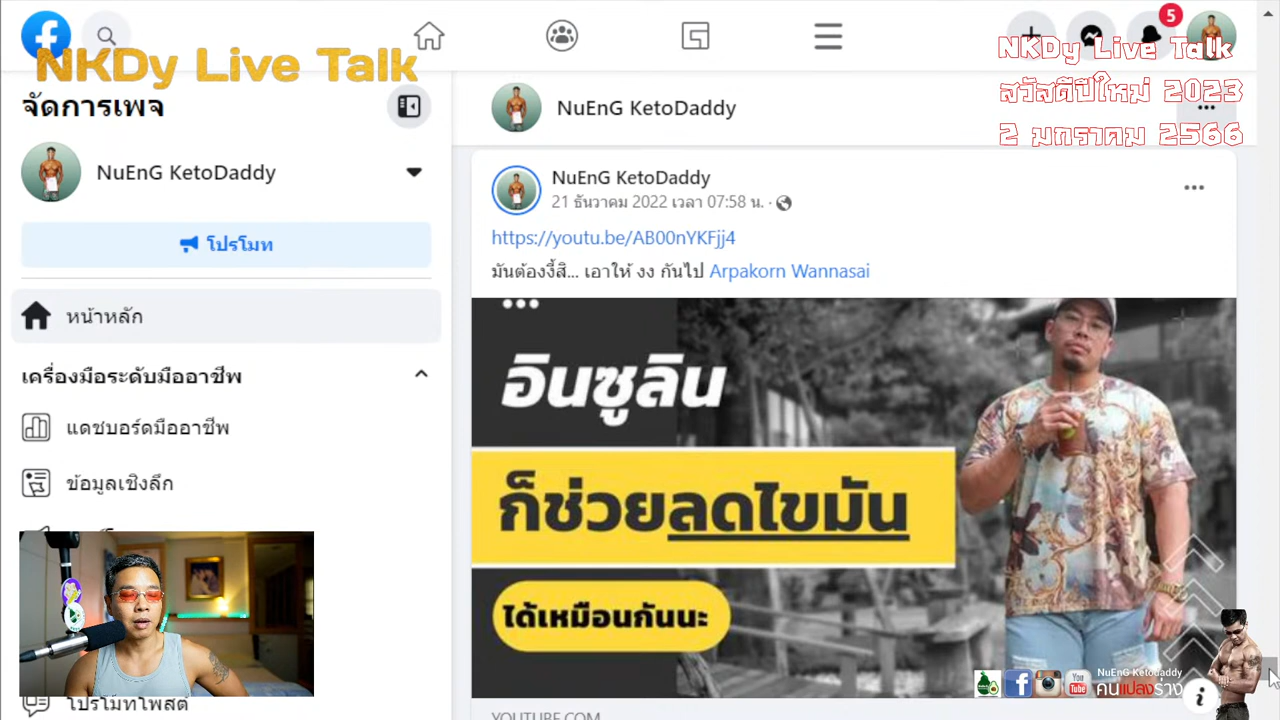 NKDy Live Talk
NKDy Live Talk
สวัสดีปีใหม่ 2023
2 มกราคม 2566
5
จัดการเพจ
NuEnG KetoDaddy
โปรโมท
หน้าหลัก
เครื่องมือระดับมืออาชีพ
แดชบอร์ดมืออาชีพ
ข้อมูลเชิงลึก
โปรโมทโพสต์
NuEnG KetoDaddy
NuEnG KetoDaddy
21 ธันวาคม 2022 เวลา 07:58 น.
https://youtu.be/AB00nYKFjj4
มันต้องงี้สิ... เอาให้ งง กันไป Arpakorn Wannasai
อินซูลิน
ก็ช่วยลดไขมัน
ได้เหมือนกันนะ
NuEnG Ketodaddy
คนแปลงร่าง
You Tube
YOUTUBE.COM